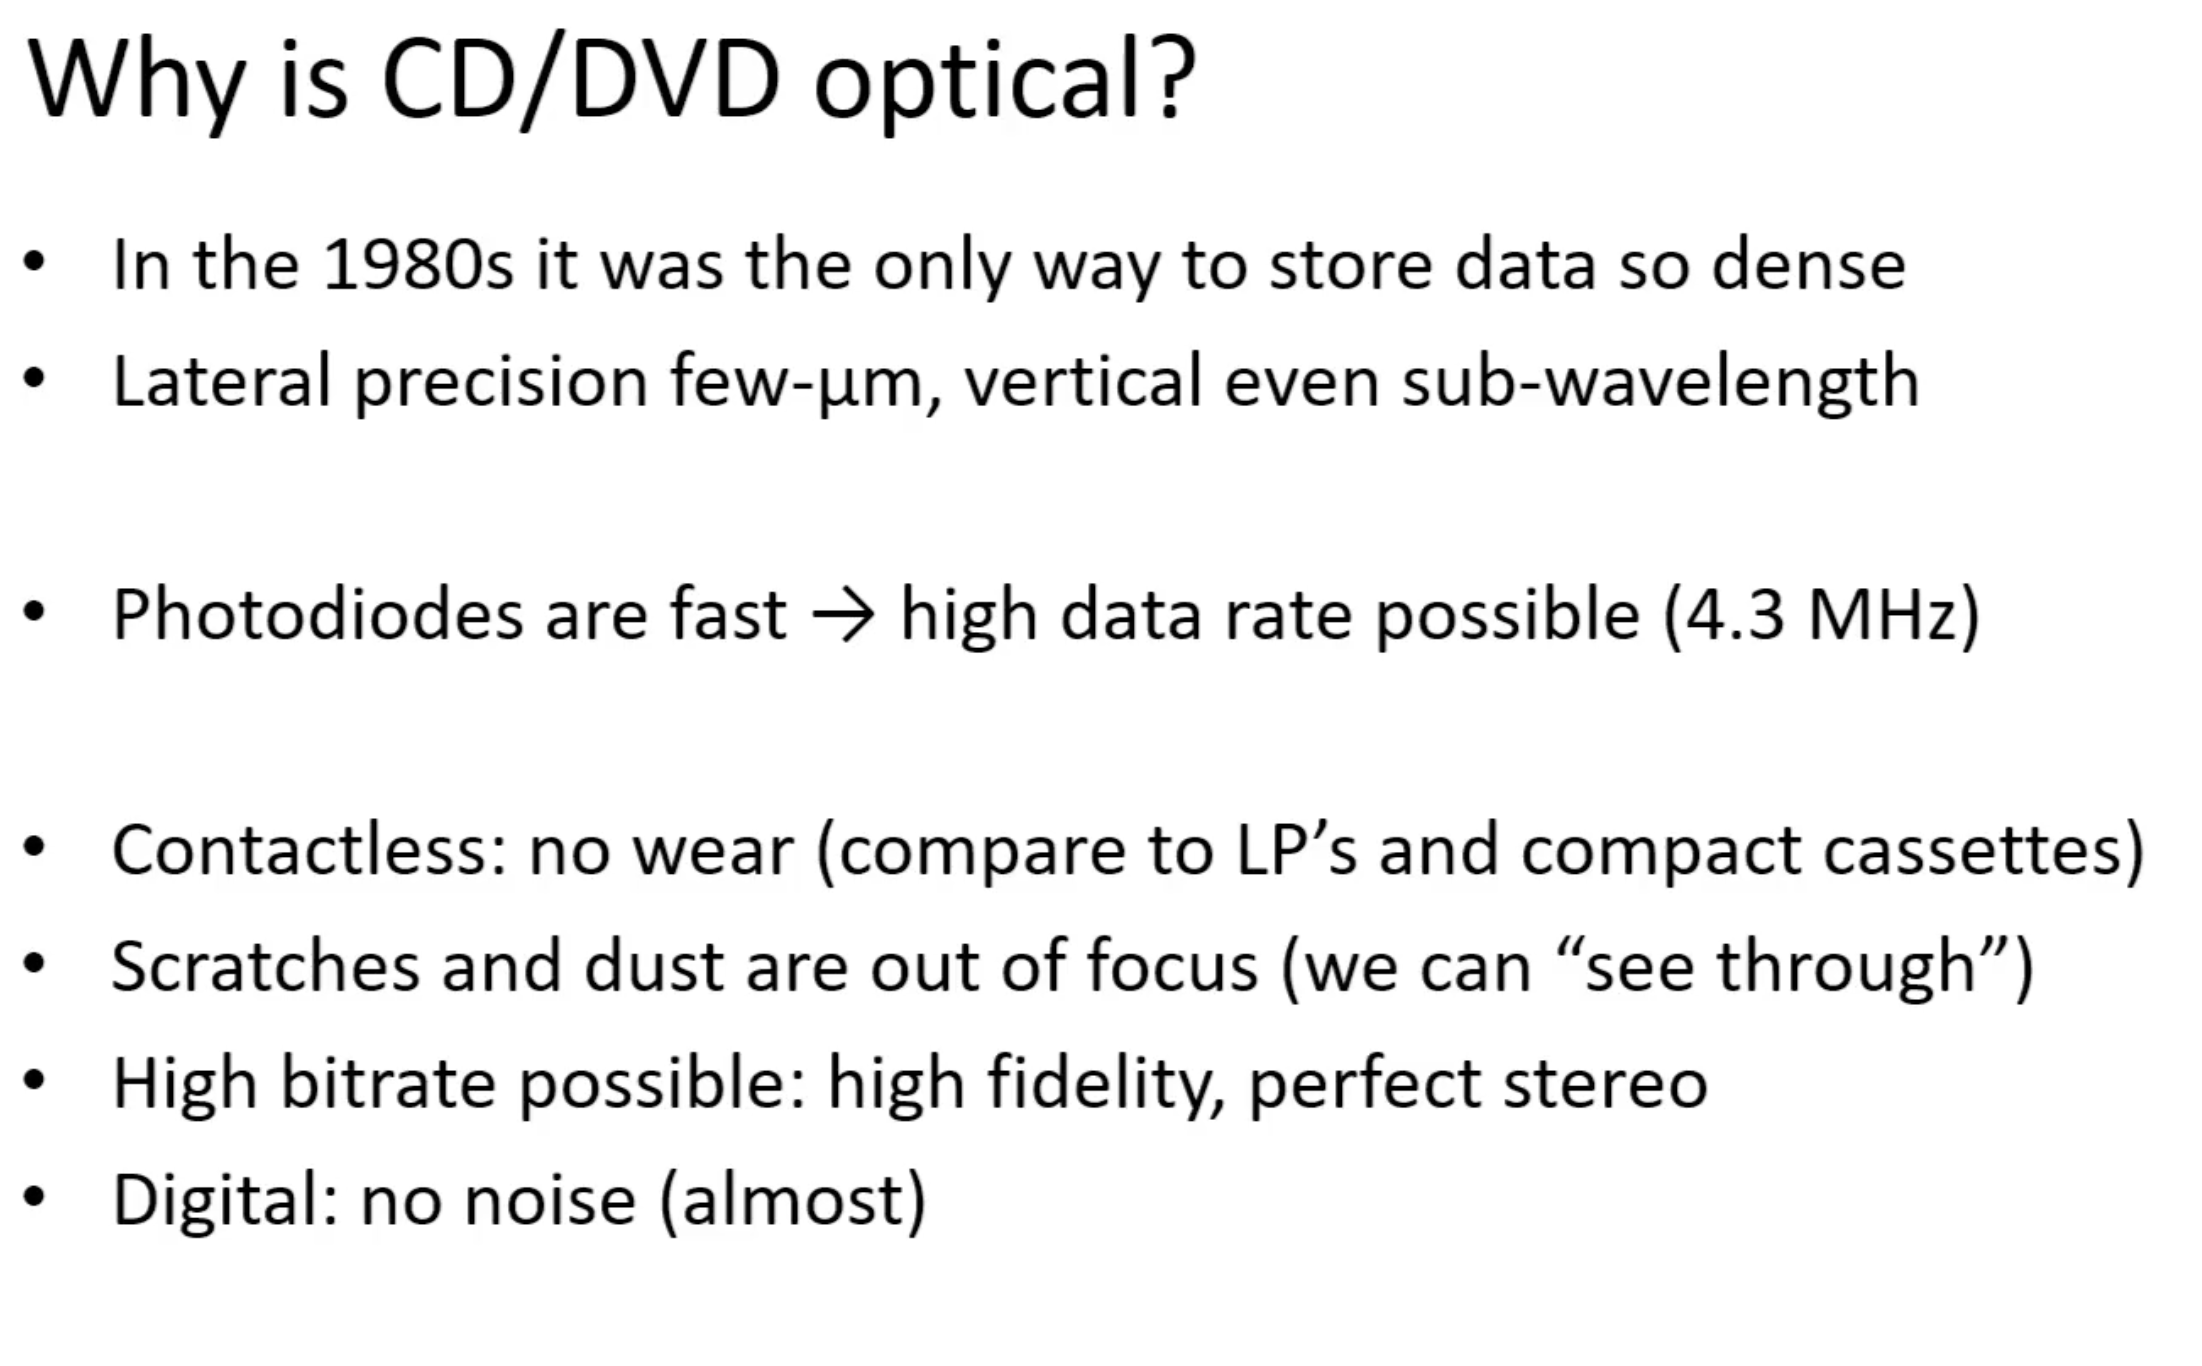 Why is CD/DVD optical?
• In the 1980s it was the only way to store data so dense
• Lateral precision few-μm, vertical even sub-wavelength
• Photodiodes are fast → high data rate possible (4.3 MHz)
• Contactless: no wear (compare to LP’s and compact cassettes)
• Scratches and dust are out of focus (we can “see through”)
• High bitrate possible: high fidelity, perfect stereo
• Digital: no noise (almost)